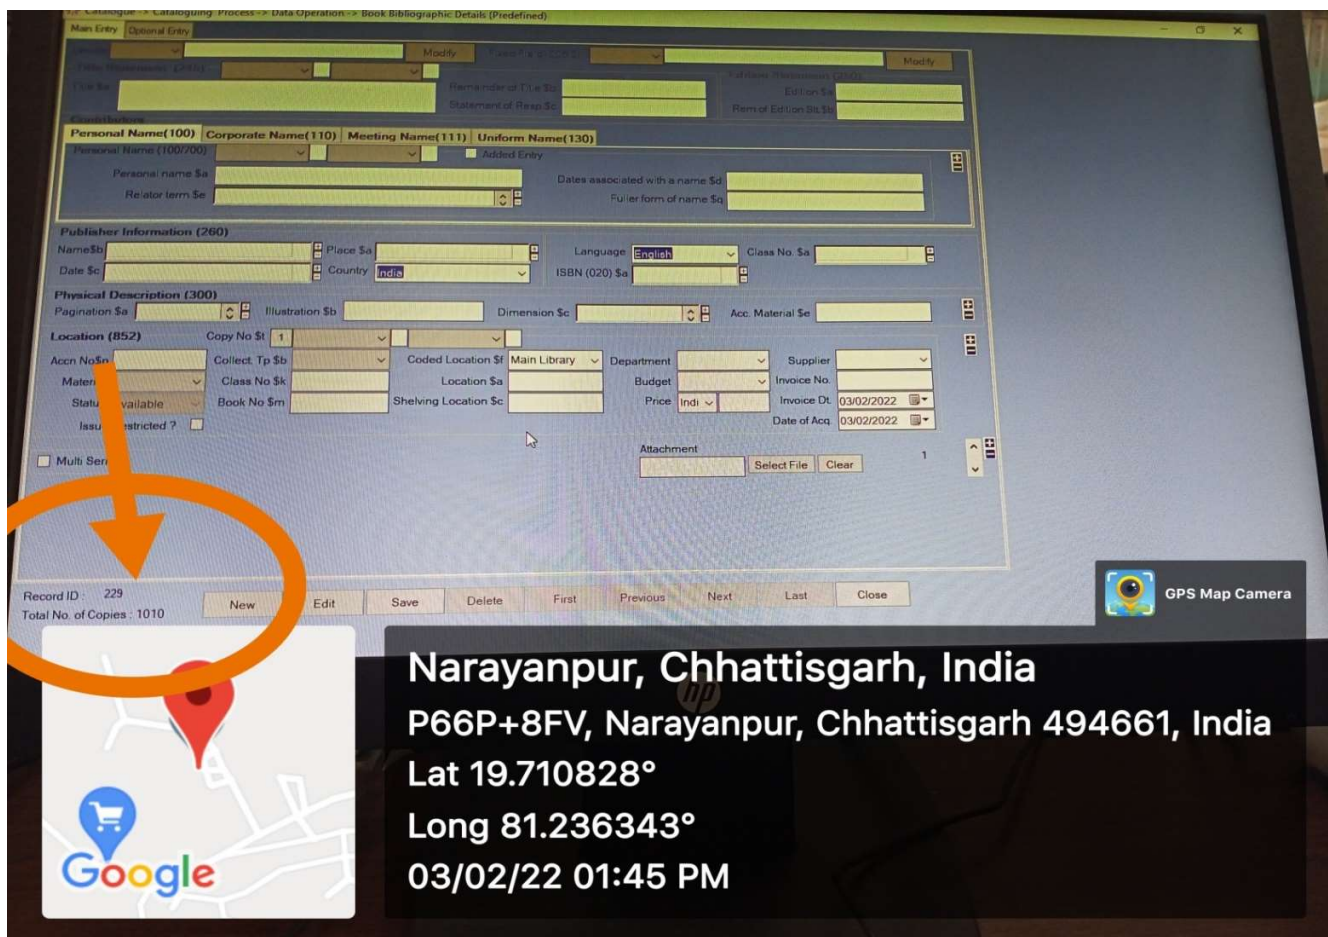 Catalogue -> Cataloguing Process -> Data Operation -> Book Bibliographic Details (Predefined)
Main Entry Optional Entry
Modify Modify
Title $a Remainder of Title $b Edition $a
Statement of Resp.$c Rem of Edition Stt $b
Contributors
Personal Name(100) Corporate Name(110) Meeting Name(111) Uniform Name(130)
Personal Name (100/700) Added Entry
Personal name $a Dates associated with a name $d
Relator term $e Fuller form of name $q
Publisher Information (260)
Name$b Place $a Language English Class No. $a
Date $c Country India ISBN (020) $a
Physical Description (300)
Pagination $a Illustration $b Dimension $c Acc. Material $e
Location (852) Copy No $t 1
Accn No$p Collect. Tp $b Coded Location $f Main Library Department Supplier
Class No $k Location $a Budget Invoice No.
Book No $m Shelving Location $c Price Indi Invoice Dt. 03/02/2022
Date of Acq. 03/02/2022
Attachment
Multi Select File Clear 1
Record ID : 229
Total No. of Copies : 1010
New Edit Save Delete First Previous Next Last Close
GPS Map Camera
hp
Narayanpur, Chhattisgarh, India
P66P+8FV, Narayanpur, Chhattisgarh 494661, India
Lat 19.710828°
Long 81.236343°
03/02/22 01:45 PM
Google